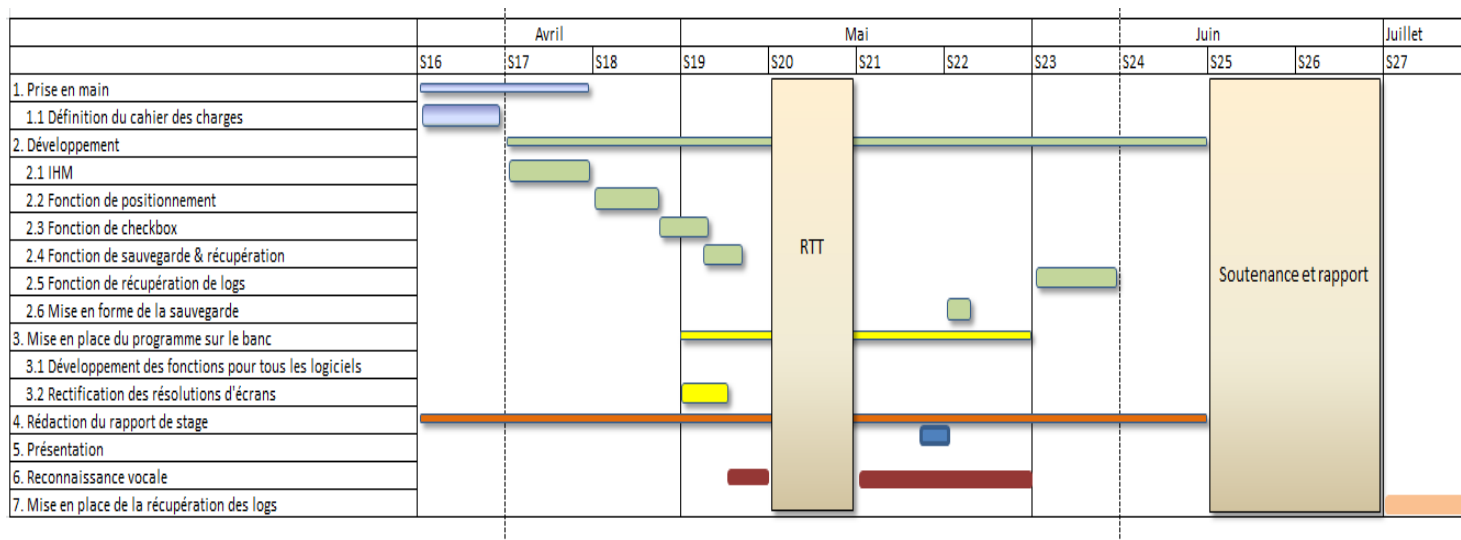 Avril Mai Juin Juillet
S16 S17 S18 S19 S20 S21 S22 S23 S24 S25 S26 S27
1. Prise en main
1.1 Définition du cahier des charges
2. Développement
2.1 IHM
2.2 Fonction de positionnement
2.3 Fonction de checkbox
2.4 Fonction de sauvegarde & récupération
2.5 Fonction de récupération de logs
2.6 Mise en forme de la sauvegarde
3. Mise en place du programme sur le banc
3.1 Développement des fonctions pour tous les logiciels
3.2 Rectification des résolutions d'écrans
4. Rédaction du rapport de stage
5. Présentation
6. Reconnaissance vocale
7. Mise en place de la récupération des logs
RTT
Soutenance et rapport